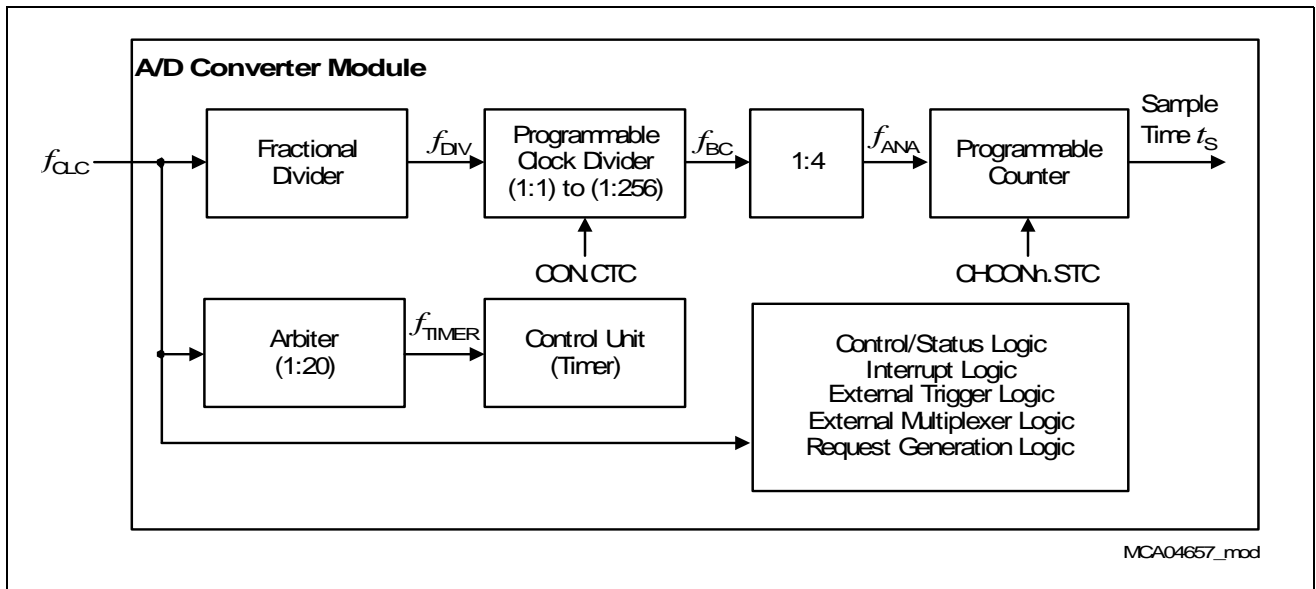 A/D Converter Module
fCLC
Fractional
Divider
fDIV
Programmable
Clock Divider
(1:1) to (1:256)
fBC
1:4
fANA
Programmable
Counter
Sample
Time tS
CON.CTC
CHCONn.STC
Arbiter
(1:20)
fTIMER
Control Unit
(Timer)
Control/Status Logic
Interrupt Logic
External Trigger Logic
External Multiplexer Logic
Request Generation Logic
MCA04657_mod